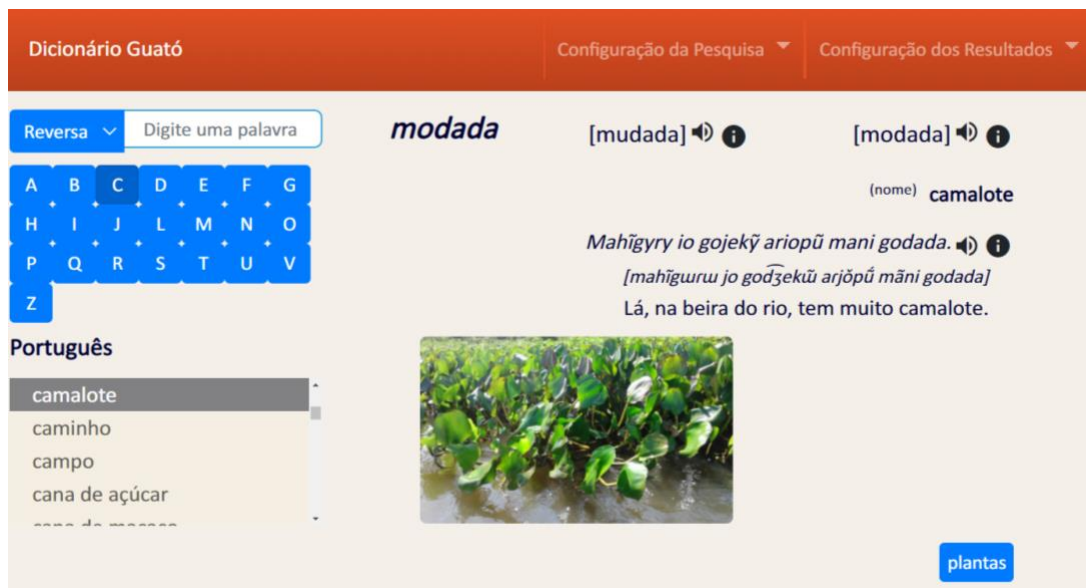 Dicionário Guató
Configuração da Pesquisa
Configuração dos Resultados
Reversa
Digite uma palavra
A B C D E F G
H I J L M N O
P Q R S T U V
Z
Português
camalote
caminho
campo
cana de açúcar
modada
[mudada]
[modada]
(nome) camalote
Mahĩgyry io gojekỹ ariopũ mani godada.
[mahĩgɯrɯ jo god͡ʒekɯ̃ arjŏpṹ mãni godada]
Lá, na beira do rio, tem muito camalote.
plantas